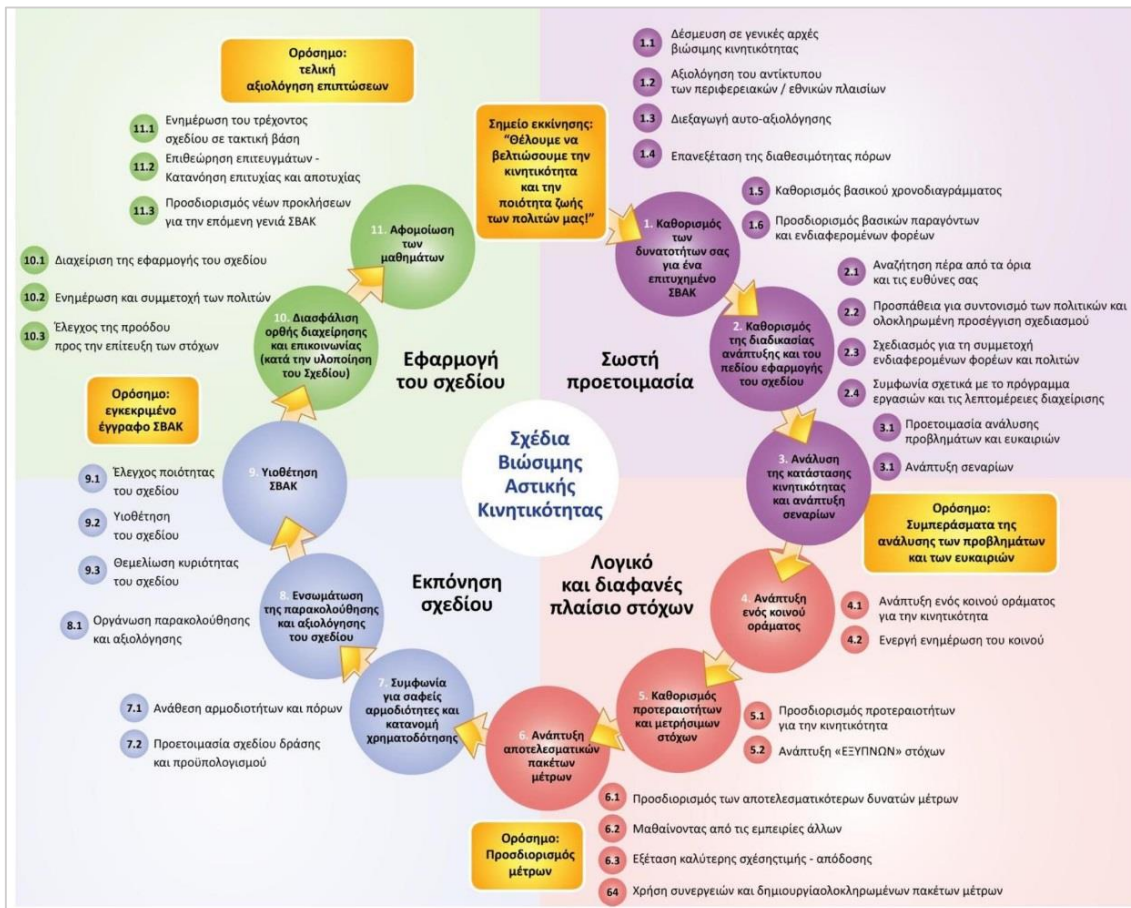 Ορόσημο:
τελική
αξιολόγηση επιπτώσεων
11.1 Ενημέρωση του τρέχοντος
σχεδίου σε τακτική βάση
11.2 Επιθεώρηση επιτευγμάτων -
Κατανόηση επιτυχίας και αποτυχίας
11.3 Προσδιορισμός νέων προκλήσεων
για την επόμενη γενιά ΣΒΑΚ
Σημείο εκκίνησης:
"Θέλουμε να
βελτιώσουμε την
κινητικότητα
και την
ποιότητα ζωής
των πολιτών μας!"
1.1 Δέσμευση σε γενικές αρχές
βιώσιμης κινητικότητας
1.2 Αξιολόγηση του αντίκτυπου
των περιφερειακών / εθνικών πλαισίων
1.3 Διεξαγωγή αυτο-αξιολόγησης
1.4 Επανεξέταση της διαθεσιμότητας πόρων
1.5 Καθορισμός βασικού χρονοδιαγράμματος
1.6 Προσδιορισμός βασικών παραγόντων
και ενδιαφερομένων φορέων
1. Καθορισμός
των
δυνατοτήτων σας
για ένα
επιτυχημένο
ΣΒΑΚ
2.1 Αναζήτηση πέρα από τα όρια
και τις ευθύνες σας
2.2 Προσπάθεια για συντονισμό των πολιτικών και
ολοκληρωμένη προσέγγιση σχεδιασμού
2.3 Σχεδιασμός για τη συμμετοχή
ενδιαφερομένων φορέων και πολιτών
2.4 Συμφωνία σχετικά με το πρόγραμμα
εργασιών και τις λεπτομέρειες διαχείρισης
2. Καθορισμός
της διαδικασίας
ανάπτυξης και του
πεδίου εφαρμογής
του σχεδίου
3.1 Προετοιμασία ανάλυσης
προβλημάτων και ευκαιριών
3.1 Ανάπτυξη σεναρίων
3. Ανάλυση
της κατάστασης
κινητικότητας
και ανάπτυξη
σεναρίων
Ορόσημο:
Συμπεράσματα της
ανάλυσης των προβλημάτων
και των ευκαιριών
Σωστή
προετοιμασία
11. Αφομοίωση
των
μαθημάτων
10.1 Διαχείριση της εφαρμογής του σχεδίου
10.2 Ενημέρωση και συμμετοχή των πολιτών
10.3 Έλεγχος της προόδου
προς την επίτευξη των στόχων
10. Διασφάλιση
ορθής διαχείρησης
και επικοινωνίας
(κατά την υλοποίηση
του Σχεδίου)
Εφαρμογή
του σχεδίου
Ορόσημο:
εγκεκριμένο
έγγραφο ΣΒΑΚ
9. Υιοθέτηση
ΣΒΑΚ
9.1 Έλεγχος ποιότητας
του σχεδίου
9.2 Υιοθέτηση
του σχεδίου
9.3 Θεμελίωση κυριότητας
του σχεδίου
Σχέδια
Βιώσιμης
Αστικής
Κινητικότητας
Εκπόνηση
σχεδίου
Λογικό
και διαφανές
πλαίσιο στόχων
8. Ενσωμάτωση
της παρακολούθησης
και αξιολόγησης
του σχεδίου
8.1 Οργάνωση παρακολούθησης
και αξιολόγησης
4. Ανάπτυξη
ενός κοινού
οράματος
4.1 Ανάπτυξη ενός κοινού οράματος
για την κινητικότητα
4.2 Ενεργή ενημέρωση του κοινού
7. Συμφωνία
για σαφείς
αρμοδιότητες και
κατανομή
χρηματοδότησης
7.1 Ανάθεση αρμοδιοτήτων και πόρων
7.2 Προετοιμασία σχεδίου δράσης
και προϋπολογισμού
5. Καθορισμός
προτεραιοτήτων
και μετρήσιμων
στόχων
5.1 Προσδιορισμός προτεραιοτήτων
για την κινητικότητα
5.2 Ανάπτυξη «ΕΞΥΠΝΩΝ» στόχων
6. Ανάπτυξη
αποτελεσματικών
πακέτων
μέτρων
6.1 Προσδιορισμός των αποτελεσματικότερων δυνατών μέτρων
6.2 Μαθαίνοντας από τις εμπειρίες άλλων
6.3 Εξέταση καλύτερης σχέσηςτιμής - απόδοσης
64 Χρήση συνεργειών και δημιουργίαολοκληρωμένων πακέτων μέτρων
Ορόσημο:
Προσδιορισμός
μέτρων